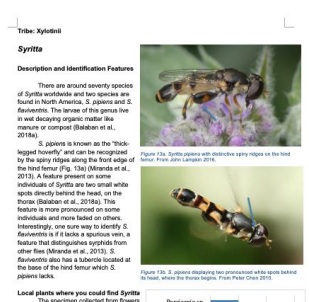 Tribe: Xylotinii
Syritta
Description and Identification Features
There are around seventy species
of Syritta worldwide and two species are
found in North America, S. pipiens and S.
flaviventris. The larvae of this genus live
in wet decaying organic matter like
manure or compost (Balaban et al.,
2018a).
S. pipiens is known as the "thick-
legged hoverfly" and can be recognized
by the spiny ridges along the front edge of
the hind femur (Fig. 13a) (Miranda et al.,
2013). A feature present on some
individuals of Syritta are two small white
spots directly behind the head, on the
thorax (Balaban et al., 2018a). This
feature is more pronounced on some
individuals and more faded on others.
Interestingly, one sure way to identify S.
flaviventris is if it lacks a spurious vein, a
feature that distinguishes syrphids from
other flies (Miranda et al., 2013). S.
flaviventris also has a tubercle located at
the base of the hind femur which S.
pipiens lacks.
Local plants where you could find Syritta
The specimen collected from flowers
Figure 13a. Syritta pipiens with distinctive spiny ridges on the hind
femur. From John Lampkin 2016.
Figure 13b. S. pipiens displaying two pronounced white spots behind
its head, where the thorax begins. From Peter Chen 2010.